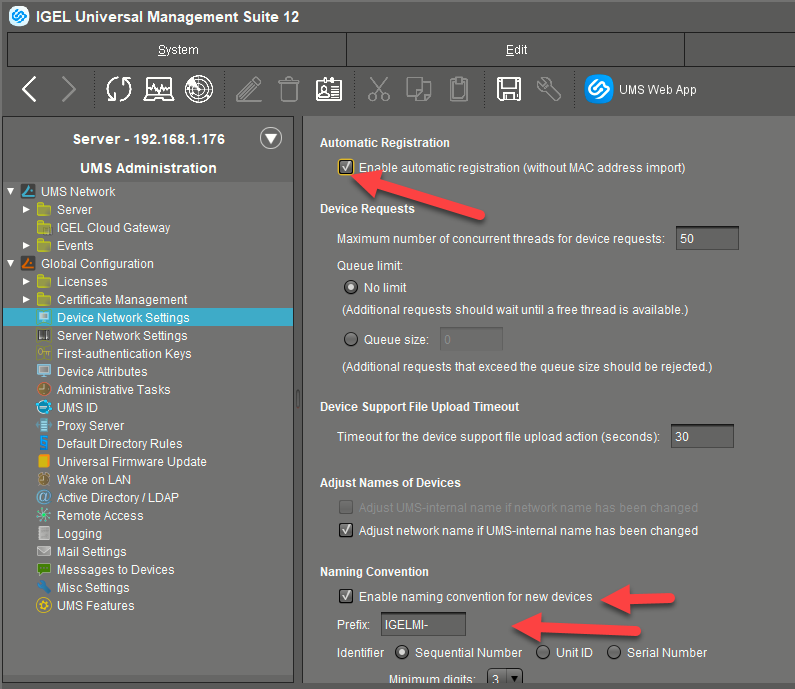 IGEL Universal Management Suite 12
System Edit
UMS Web App
Server - 192.168.1.176
UMS Administration
UMS Network
Server
IGEL Cloud Gateway
Events
Global Configuration
Licenses
Certificate Management
Device Network Settings
Server Network Settings
First-authentication Keys
Device Attributes
Administrative Tasks
UMS ID
Proxy Server
Default Directory Rules
Universal Firmware Update
Wake on LAN
Active Directory / LDAP
Remote Access
Logging
Mail Settings
Messages to Devices
Misc Settings
UMS Features
Automatic Registration
Enable automatic registration (without MAC address import)
Device Requests
Maximum number of concurrent threads for device requests: 50
Queue limit:
No limit
(Additional requests should wait until a free thread is available.)
Queue size: 0
(Additional requests that exceed the queue size should be rejected.)
Device Support File Upload Timeout
Timeout for the device support file upload action (seconds): 30
Adjust Names of Devices
Adjust UMS-internal name if network name has been changed
Adjust network name if UMS-internal name has been changed
Naming Convention
Enable naming convention for new devices
Prefix: IGELMI-
Identifier Sequential Number Unit ID Serial Number
Minimum digits: 3